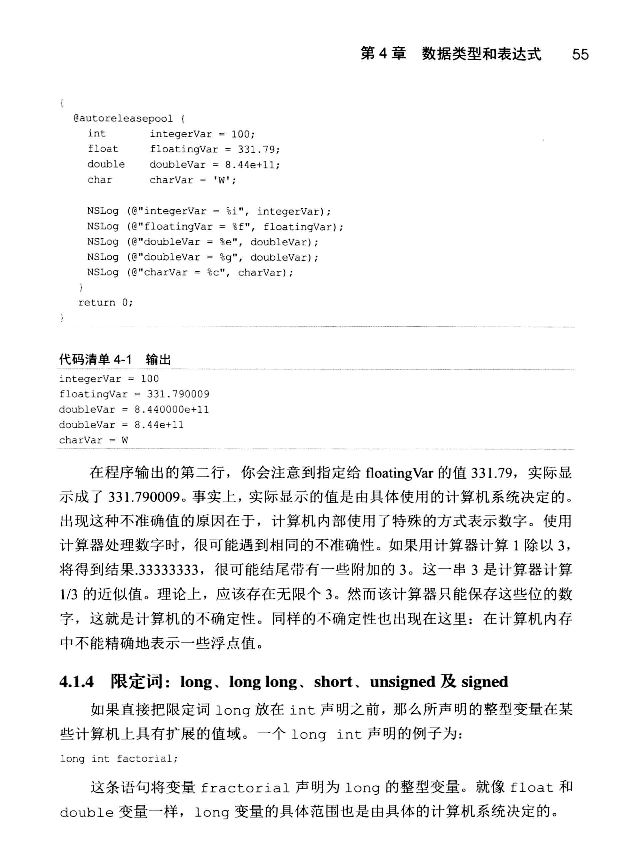 第 4 章 数据类型和表达式 55
{
@autoreleasepool {
int integerVar = 100;
float floatingVar = 331.79;
double doubleVar = 8.44e+11;
char charVar = 'W';
NSLog (@"integerVar = %i", integerVar);
NSLog (@"floatingVar = %f", floatingVar);
NSLog (@"doubleVar = %e", doubleVar);
NSLog (@"doubleVar = %g", doubleVar);
NSLog (@"charVar = %c", charVar);
}
return 0;
}
代码清单 4-1 输出
integerVar = 100
floatingVar = 331.790009
doubleVar = 8.440000e+11
doubleVar = 8.44e+11
charVar = W
在程序输出的第二行，你会注意到指定给 floatingVar 的值 331.79，实际显
示成了 331.790009。事实上，实际显示的值是由具体使用的计算机系统决定的。
出现这种不准确值的原因在于，计算机内部使用了特殊的方式表示数字。使用
计算器处理数字时，很可能遇到相同的不准确性。如果用计算器计算 1 除以 3，
将得到结果.33333333，很可能结尾带有一些附加的 3。这一串 3 是计算器计算
1/3 的近似值。理论上，应该存在无限个 3。然而该计算器只能保存这些位的数
字，这就是计算机的不确定性。同样的不确定性也出现在这里：在计算机内存
中不能精确地表示一些浮点值。
4.1.4 限定词：long、long long、short、unsigned 及 signed
如果直接把限定词 long 放在 int 声明之前，那么所声明的整型变量在某
些计算机上具有扩展的值域。一个 long int 声明的例子为：
long int factorial;
这条语句将变量 fractorial 声明为 long 的整型变量。就像 float 和
double 变量一样，long 变量的具体范围也是由具体的计算机系统决定的。